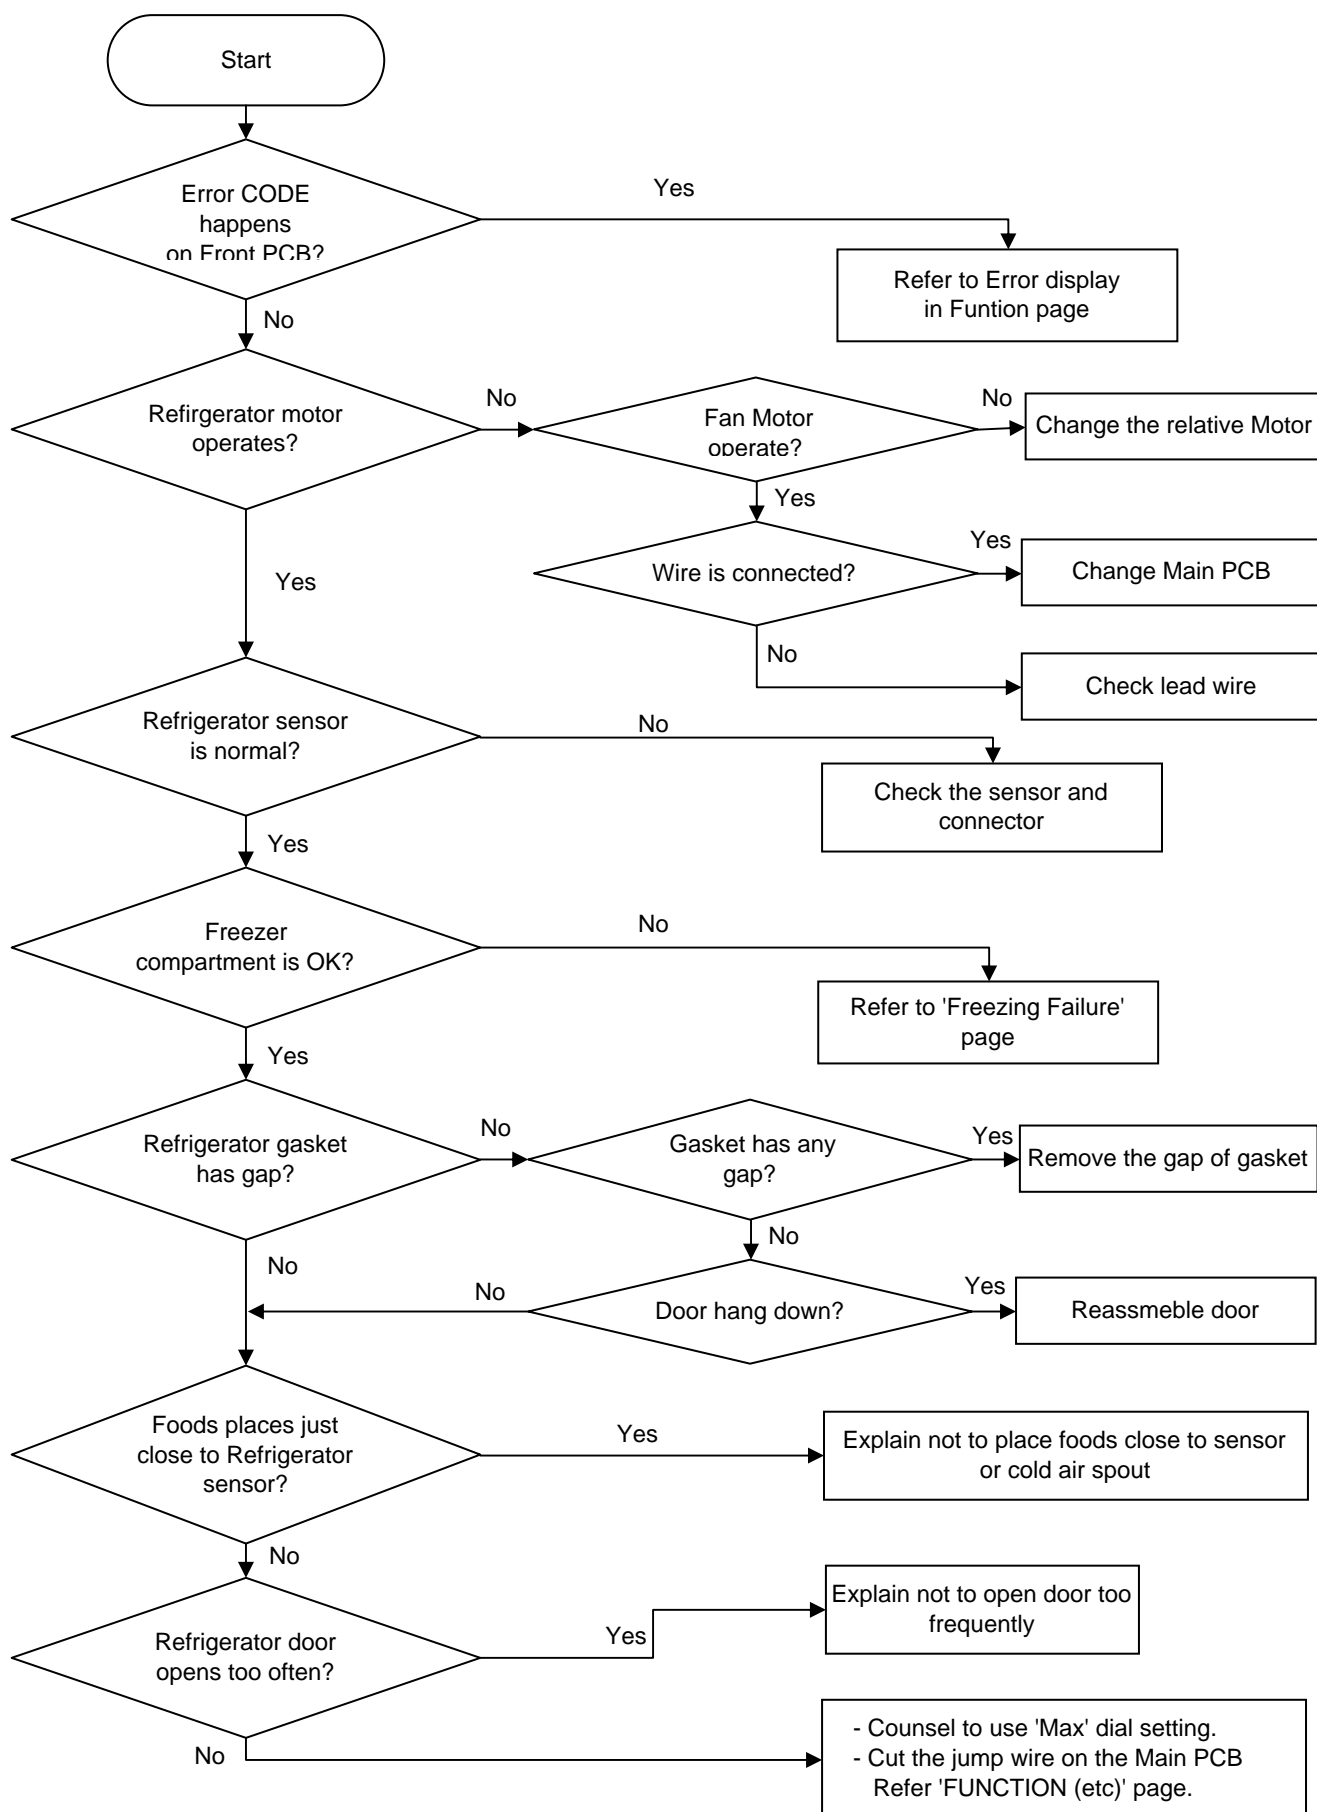 Start
Error CODE
happens
on Front PCB?
Yes
Refer to Error display
in Funtion page
No
Refirgerator motor
operates?
No
Fan Motor
operate?
No
Change the relative Motor
Yes
Wire is connected?
Yes
Change Main PCB
Yes
No
Check lead wire
Refrigerator sensor
is normal?
No
Check the sensor and
connector
Yes
Freezer
compartment is OK?
No
Refer to 'Freezing Failure'
page
Yes
Refrigerator gasket
has gap?
No
Gasket has any
gap?
Yes
Remove the gap of gasket
No
No
No
Door hang down?
Yes
Reassmeble door
Foods places just
close to Refrigerator
sensor?
Yes
Explain not to place foods close to sensor
or cold air spout
No
Refrigerator door
opens too often?
Yes
Explain not to open door too
frequently
No
- Counsel to use 'Max' dial setting.
- Cut the jump wire on the Main PCB
Refer 'FUNCTION (etc)' page.